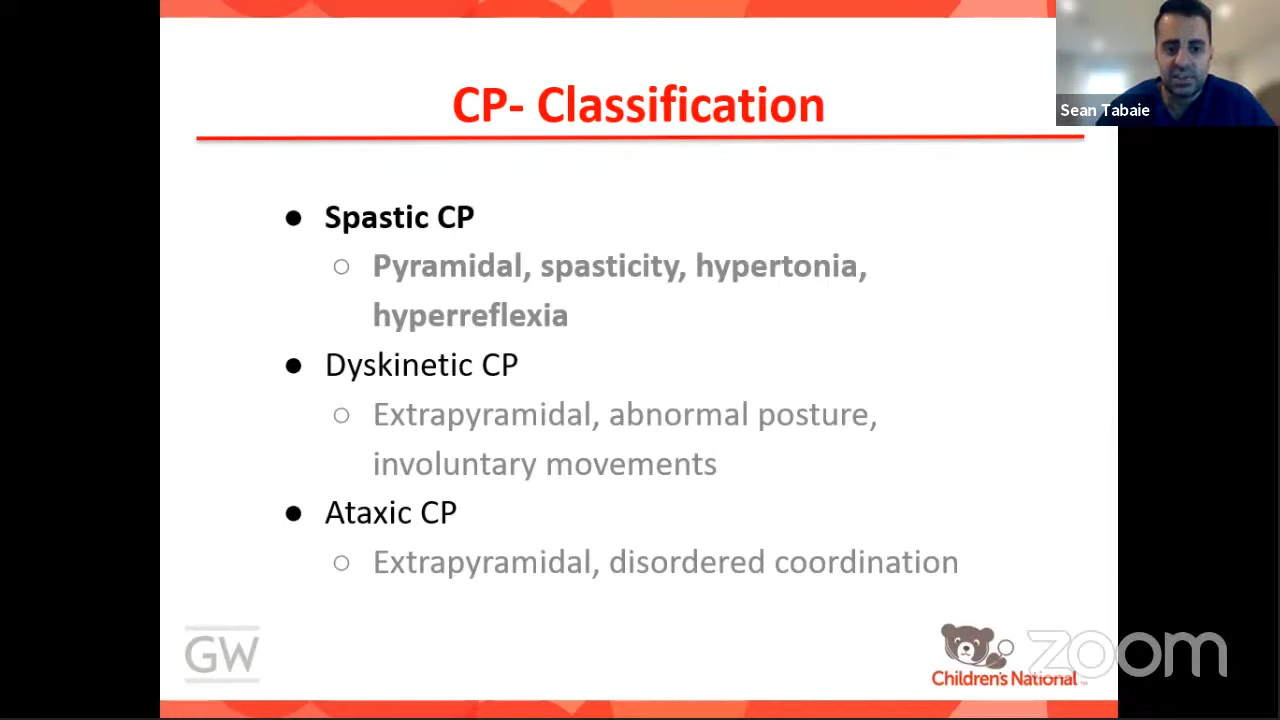 CP- Classification
Sean Tabaie
● Spastic CP
○ Pyramidal, spasticity, hypertonia,
hyperreflexia
● Dyskinetic CP
○ Extrapyramidal, abnormal posture,
involuntary movements
● Ataxic CP
○ Extrapyramidal, disordered coordination
GW
Children's National ™
zoom